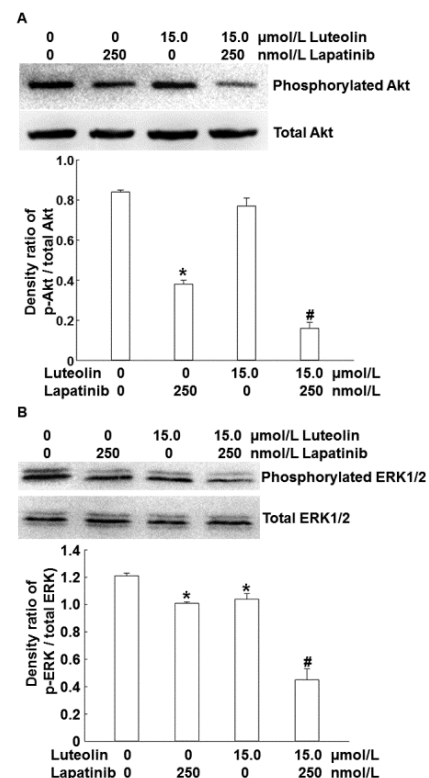 A
0 0 15.0 15.0 µmol/L Luteolin
0 250 0 250 nmol/L Lapatinib
Phosphorylated Akt
Total Akt
Density ratio of
p-Akt / total Akt
1.0
0.8
0.6
0.4
0.2
0
*
#
Luteolin 0 0 15.0 15.0 µmol/L
Lapatinib 0 250 0 250 nmol/L
B
0 0 15.0 15.0 µmol/L Luteolin
0 250 0 250 nmol/L Lapatinib
Phosphorylated ERK1/2
Total ERK1/2
Density ratio of
p-ERK / total ERK)
1.4
1.2
1.0
0.8
0.6
0.4
0.2
0
* *
#
Luteolin 0 0 15.0 15.0 µmol/L
Lapatinib 0 250 0 250 nmol/L